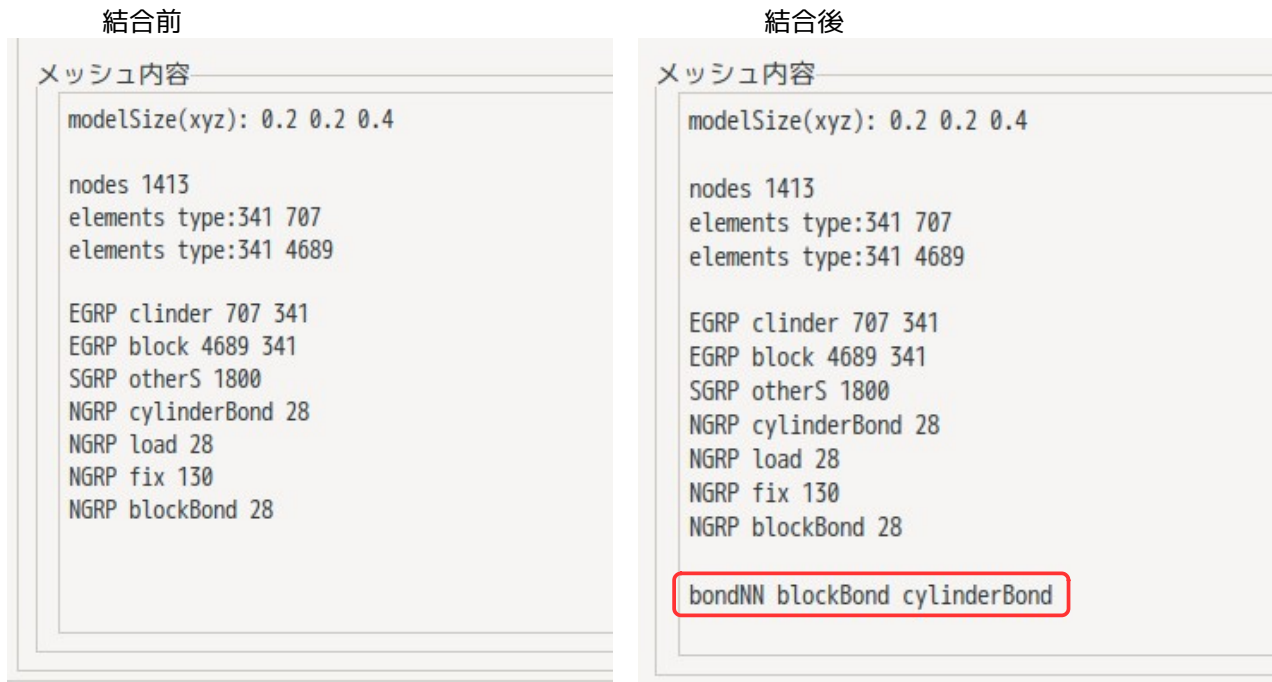 結合前
メッシュ内容
modelSize(xyz): 0.2 0.2 0.4
nodes 1413
elements type:341 707
elements type:341 4689
EGRP clinder 707 341
EGRP block 4689 341
SGRP otherS 1800
NGRP cylinderBond 28
NGRP load 28
NGRP fix 130
NGRP blockBond 28
結合後
メッシュ内容
modelSize(xyz): 0.2 0.2 0.4
nodes 1413
elements type:341 707
elements type:341 4689
EGRP clinder 707 341
EGRP block 4689 341
SGRP otherS 1800
NGRP cylinderBond 28
NGRP load 28
NGRP fix 130
NGRP blockBond 28
bondNN blockBond cylinderBond